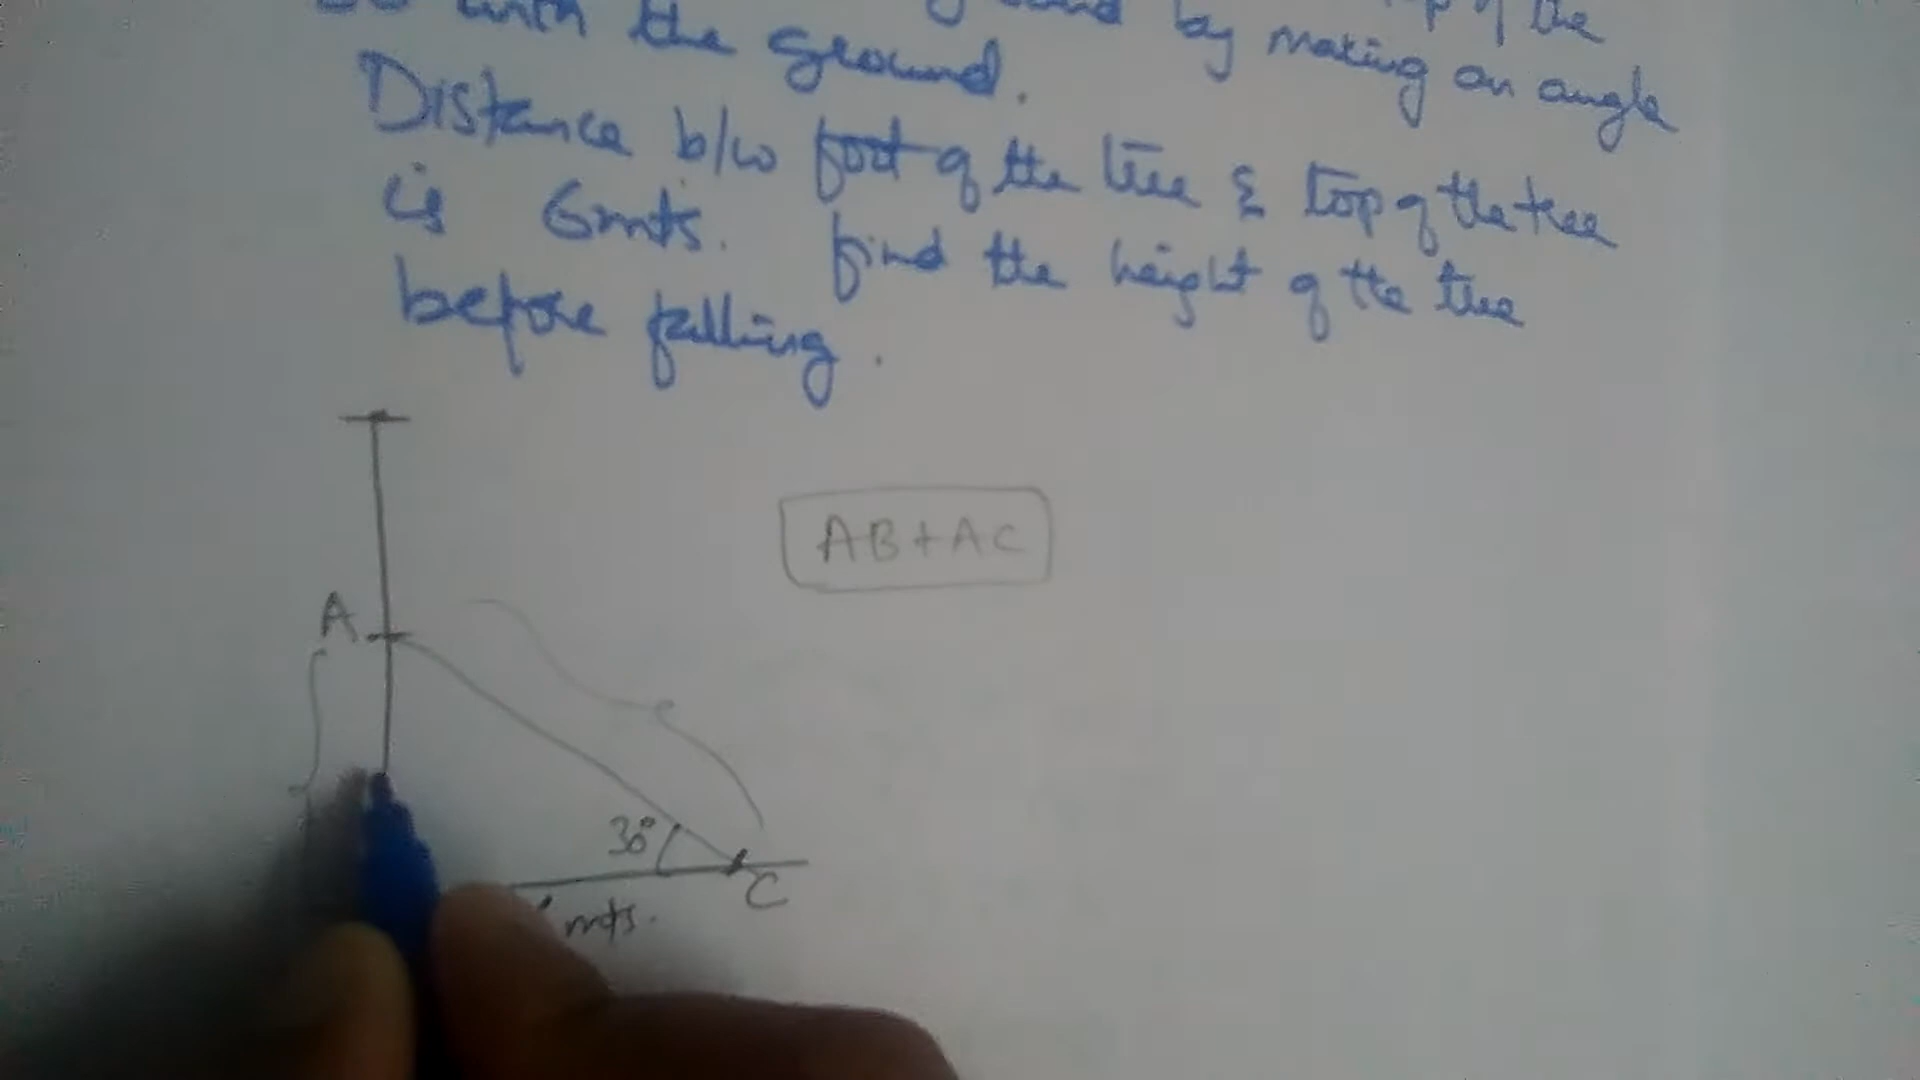 with the ground. by making an angle
Distance b/w foot of the tree & top of the tree
is 6mts. find the height of the tree
before falling.
AB+AC
A
30°
C
mts.